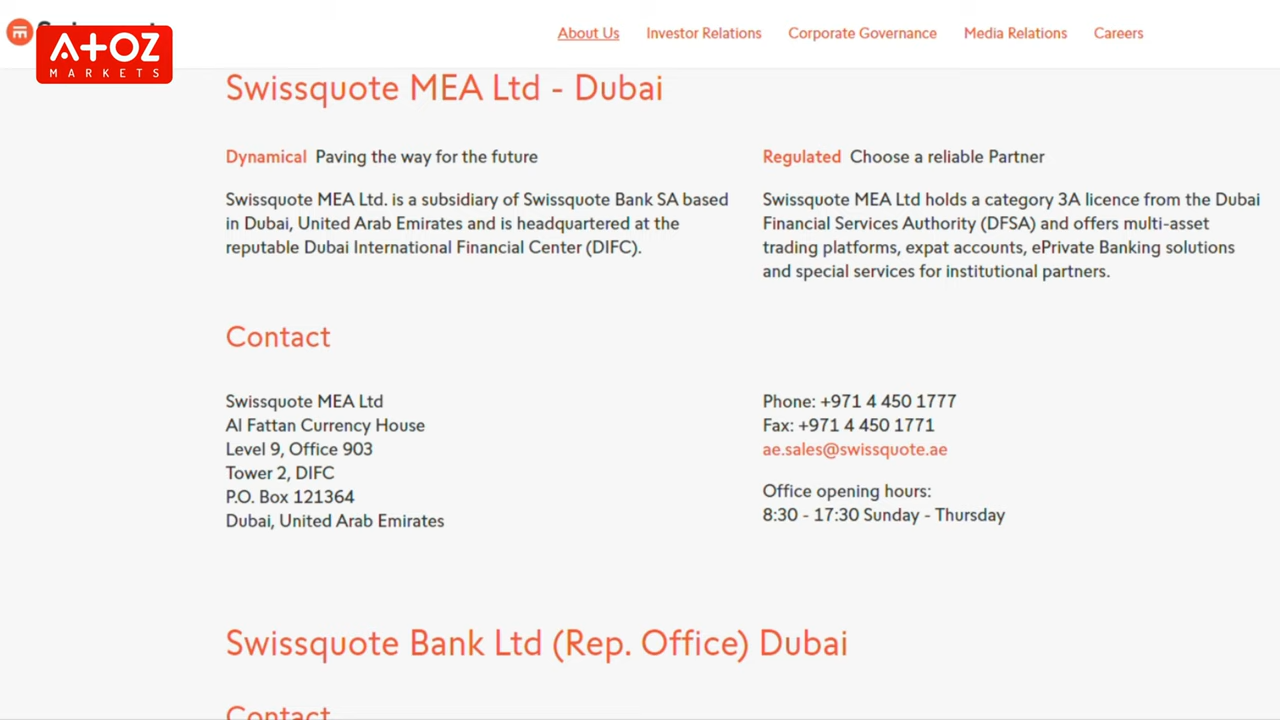 A+OZ
MARKETS
About Us
Investor Relations
Corporate Governance
Media Relations
Careers
Swissquote MEA Ltd - Dubai
Dynamical Paving the way for the future
Swissquote MEA Ltd. is a subsidiary of Swissquote Bank SA based
in Dubai, United Arab Emirates and is headquartered at the
reputable Dubai International Financial Center (DIFC).
Regulated Choose a reliable Partner
Swissquote MEA Ltd holds a category 3A licence from the Dubai
Financial Services Authority (DFSA) and offers multi-asset
trading platforms, expat accounts, ePrivate Banking solutions
and special services for institutional partners.
Contact
Swissquote MEA Ltd
Al Fattan Currency House
Level 9, Office 903
Tower 2, DIFC
P.O. Box 121364
Dubai, United Arab Emirates
Phone: +971 4 450 1777
Fax: +971 4 450 1771
ae.sales@swissquote.ae
Office opening hours:
8:30 - 17:30 Sunday - Thursday
Swissquote Bank Ltd (Rep. Office) Dubai
Contact